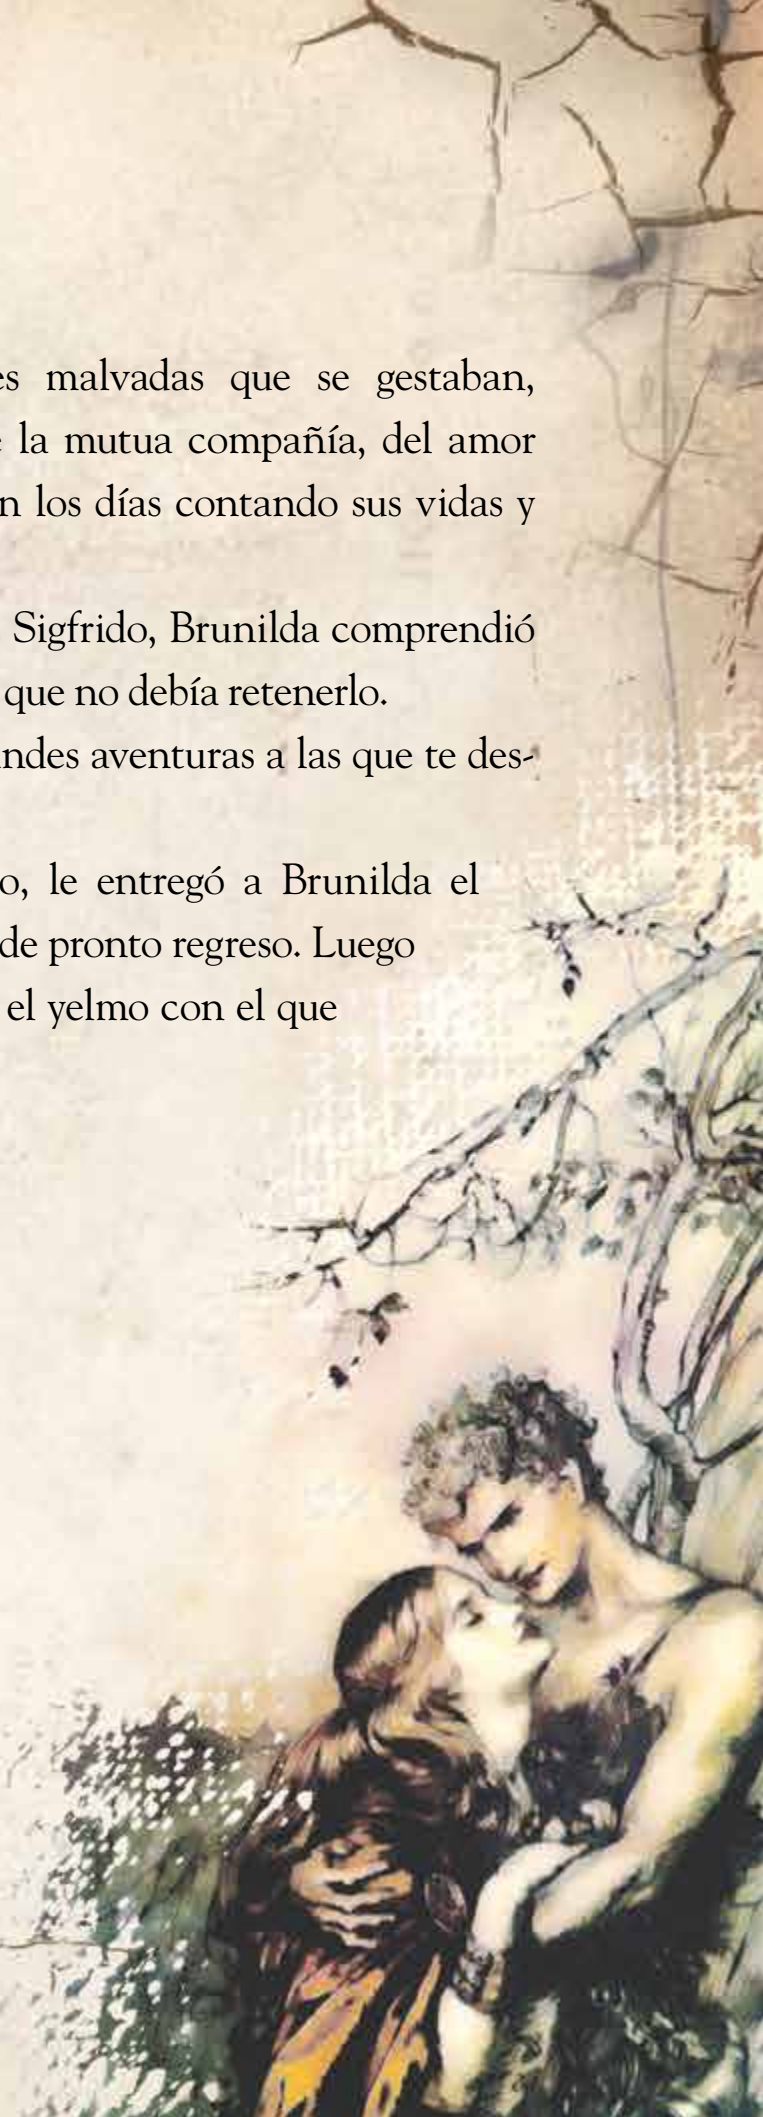 es malvadas que se gestaban,
e la mutua compañía, del amor
n los días contando sus vidas y
Sigfrido, Brunilda comprendió
que no debía retenerlo.
ndes aventuras a las que te des-
o, le entregó a Brunilda el
de pronto regreso. Luego
el yelmo con el que